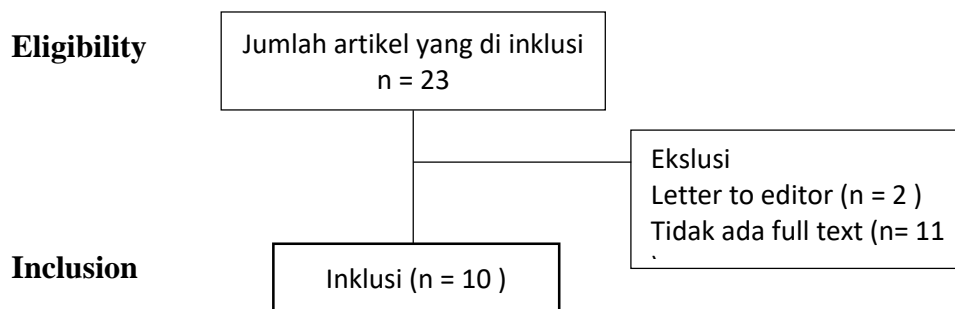 Eligibility
Jumlah artikel yang di inklusi
n = 23
Ekslusi
Letter to editor (n = 2 )
Tidak ada full text (n= 11
Inclusion
Inklusi (n = 10 )